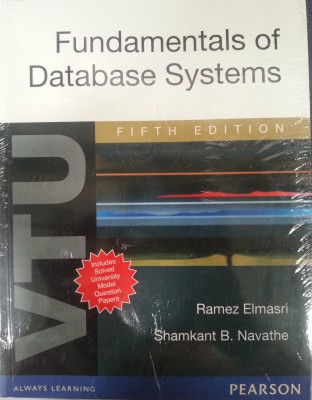 Fundamentals of
Database Systems
FIFTH EDITION
VTU
Includes
Solved
University
Model
Question
Papers
Ramez Elmasri
Shamkant B. Navathe
ALWAYS LEARNING
PEARSON